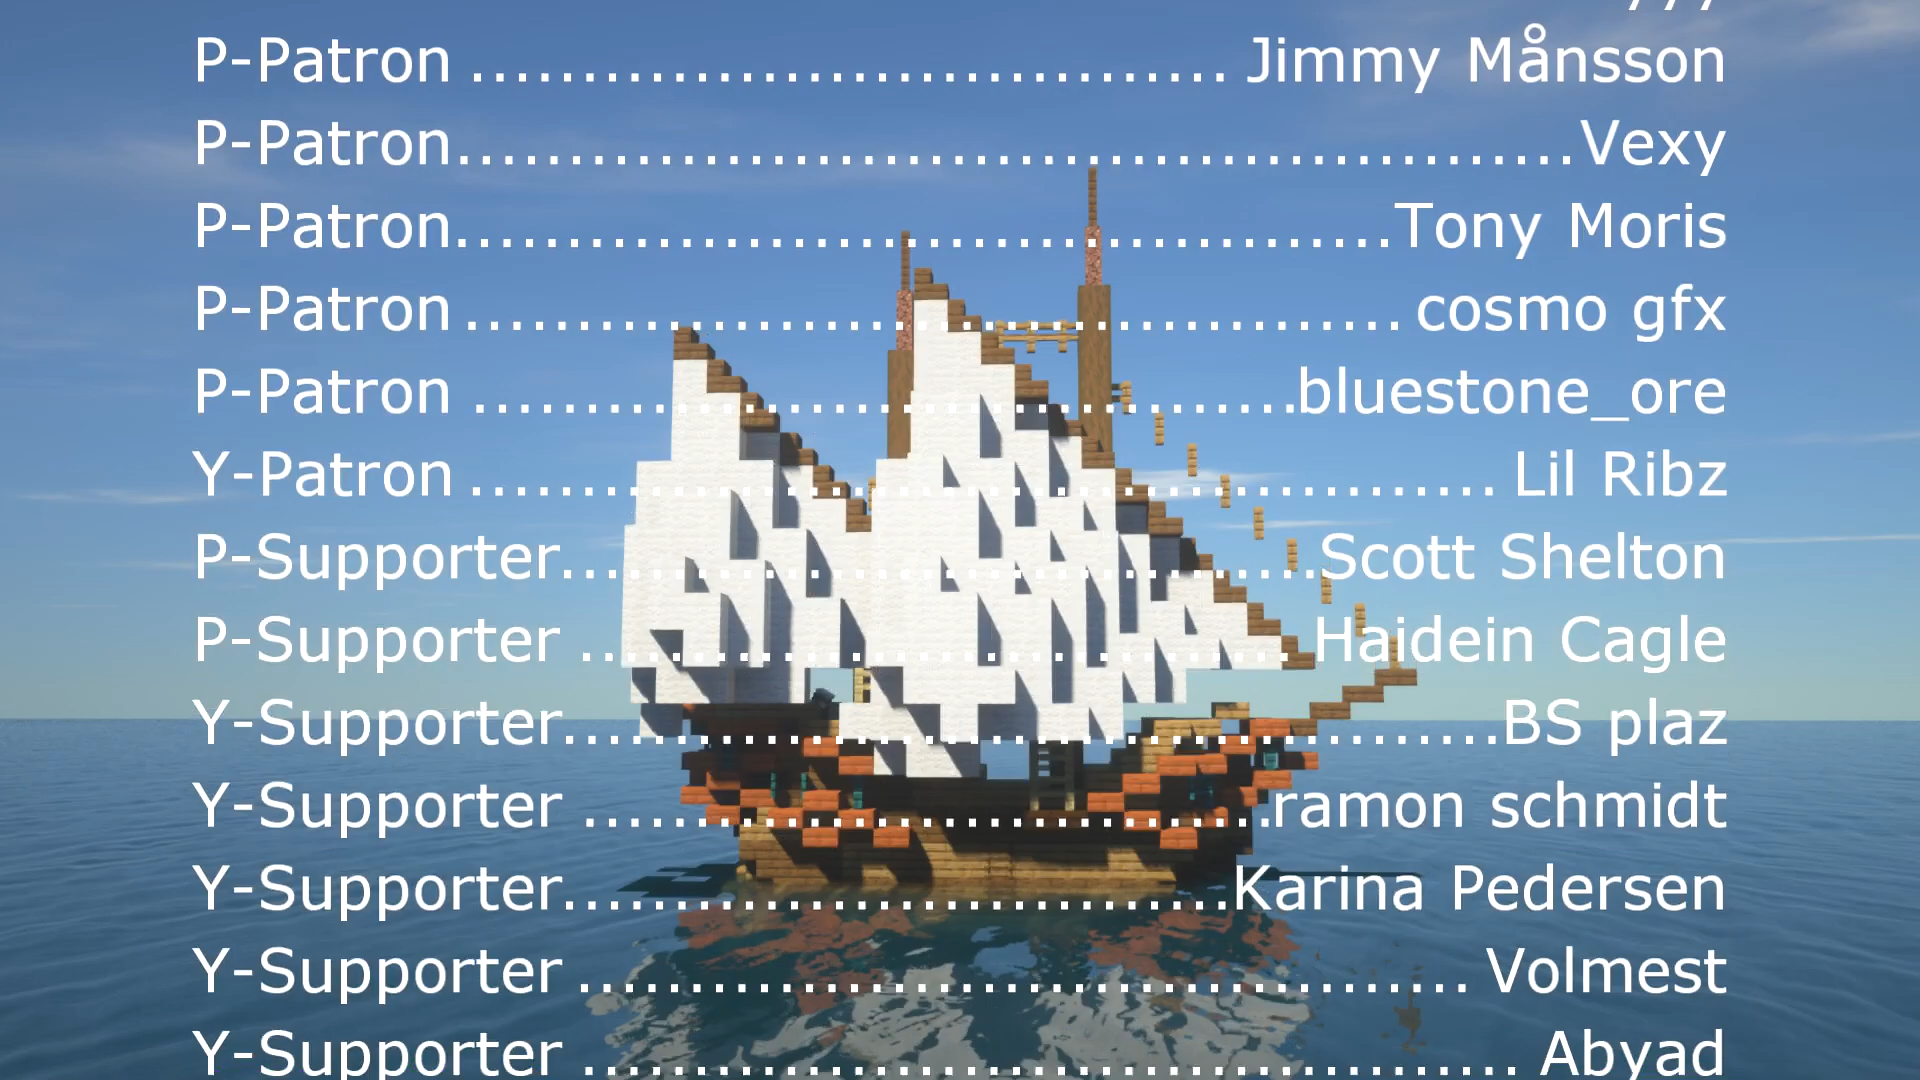 P-Patron ................................. Jimmy Månsson
P-Patron.................................................Vexy
P-Patron.........................................Tony Moris
P-Patron ......................................... cosmo gfx
P-Patron ....................................bluestone_ore
Y-Patron ............................................. Lil Ribz
P-Supporter.................................Scott Shelton
P-Supporter ............................... Haidein Cagle
Y-Supporter.........................................BS plaz
Y-Supporter ..............................ramon schmidt
Y-Supporter.............................Karina Pedersen
Y-Supporter ....................................... Volmest
Y-Supporter ......................................... Abyad